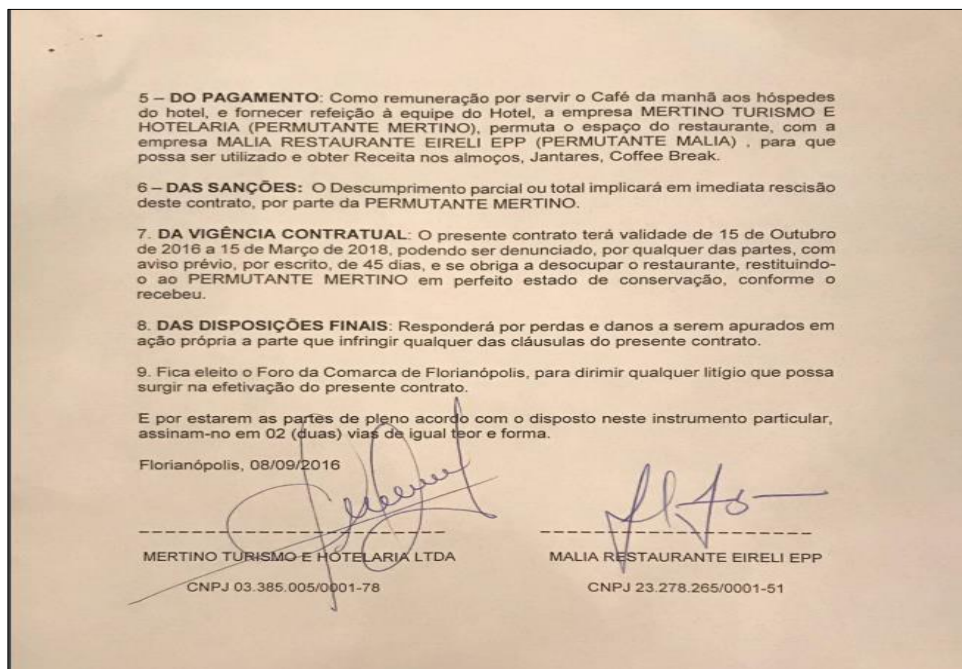 5 – DO PAGAMENTO: Como remuneração por servir o Café da manhã aos hóspedes
do hotel, e fornecer refeição à equipe do Hotel, a empresa MERTINO TURISMO E
HOTELARIA (PERMUTANTE MERTINO), permuta o espaço do restaurante, com a
empresa MALIA RESTAURANTE EIRELI EPP (PERMUTANTE MALIA) , para que
possa ser utilizado e obter Receita nos almoços, Jantares, Coffee Break.
6 – DAS SANÇÕES: O Descumprimento parcial ou total implicará em imediata rescisão
deste contrato, por parte da PERMUTANTE MERTINO.
7. DA VIGÊNCIA CONTRATUAL: O presente contrato terá validade de 15 de Outubro
de 2016 a 15 de Março de 2018, podendo ser denunciado, por qualquer das partes, com
aviso prévio, por escrito, de 45 dias, e se obriga a desocupar o restaurante, restituindo-
o ao PERMUTANTE MERTINO em perfeito estado de conservação, conforme o
recebeu.
8. DAS DISPOSIÇÕES FINAIS: Responderá por perdas e danos a serem apurados em
ação própria a parte que infringir qualquer das cláusulas do presente contrato.
9. Fica eleito o Foro da Comarca de Florianópolis, para dirimir qualquer litígio que possa
surgir na efetivação do presente contrato.
E por estarem as partes de pleno acordo com o disposto neste instrumento particular,
assinam-no em 02 (duas) vias de igual teor e forma.
Florianópolis, 08/09/2016
MERTINO TURISMO E HOTELARIA LTDA
CNPJ 03.385.005/0001-78
MALIA RESTAURANTE EIRELI EPP
CNPJ 23.278.265/0001-51